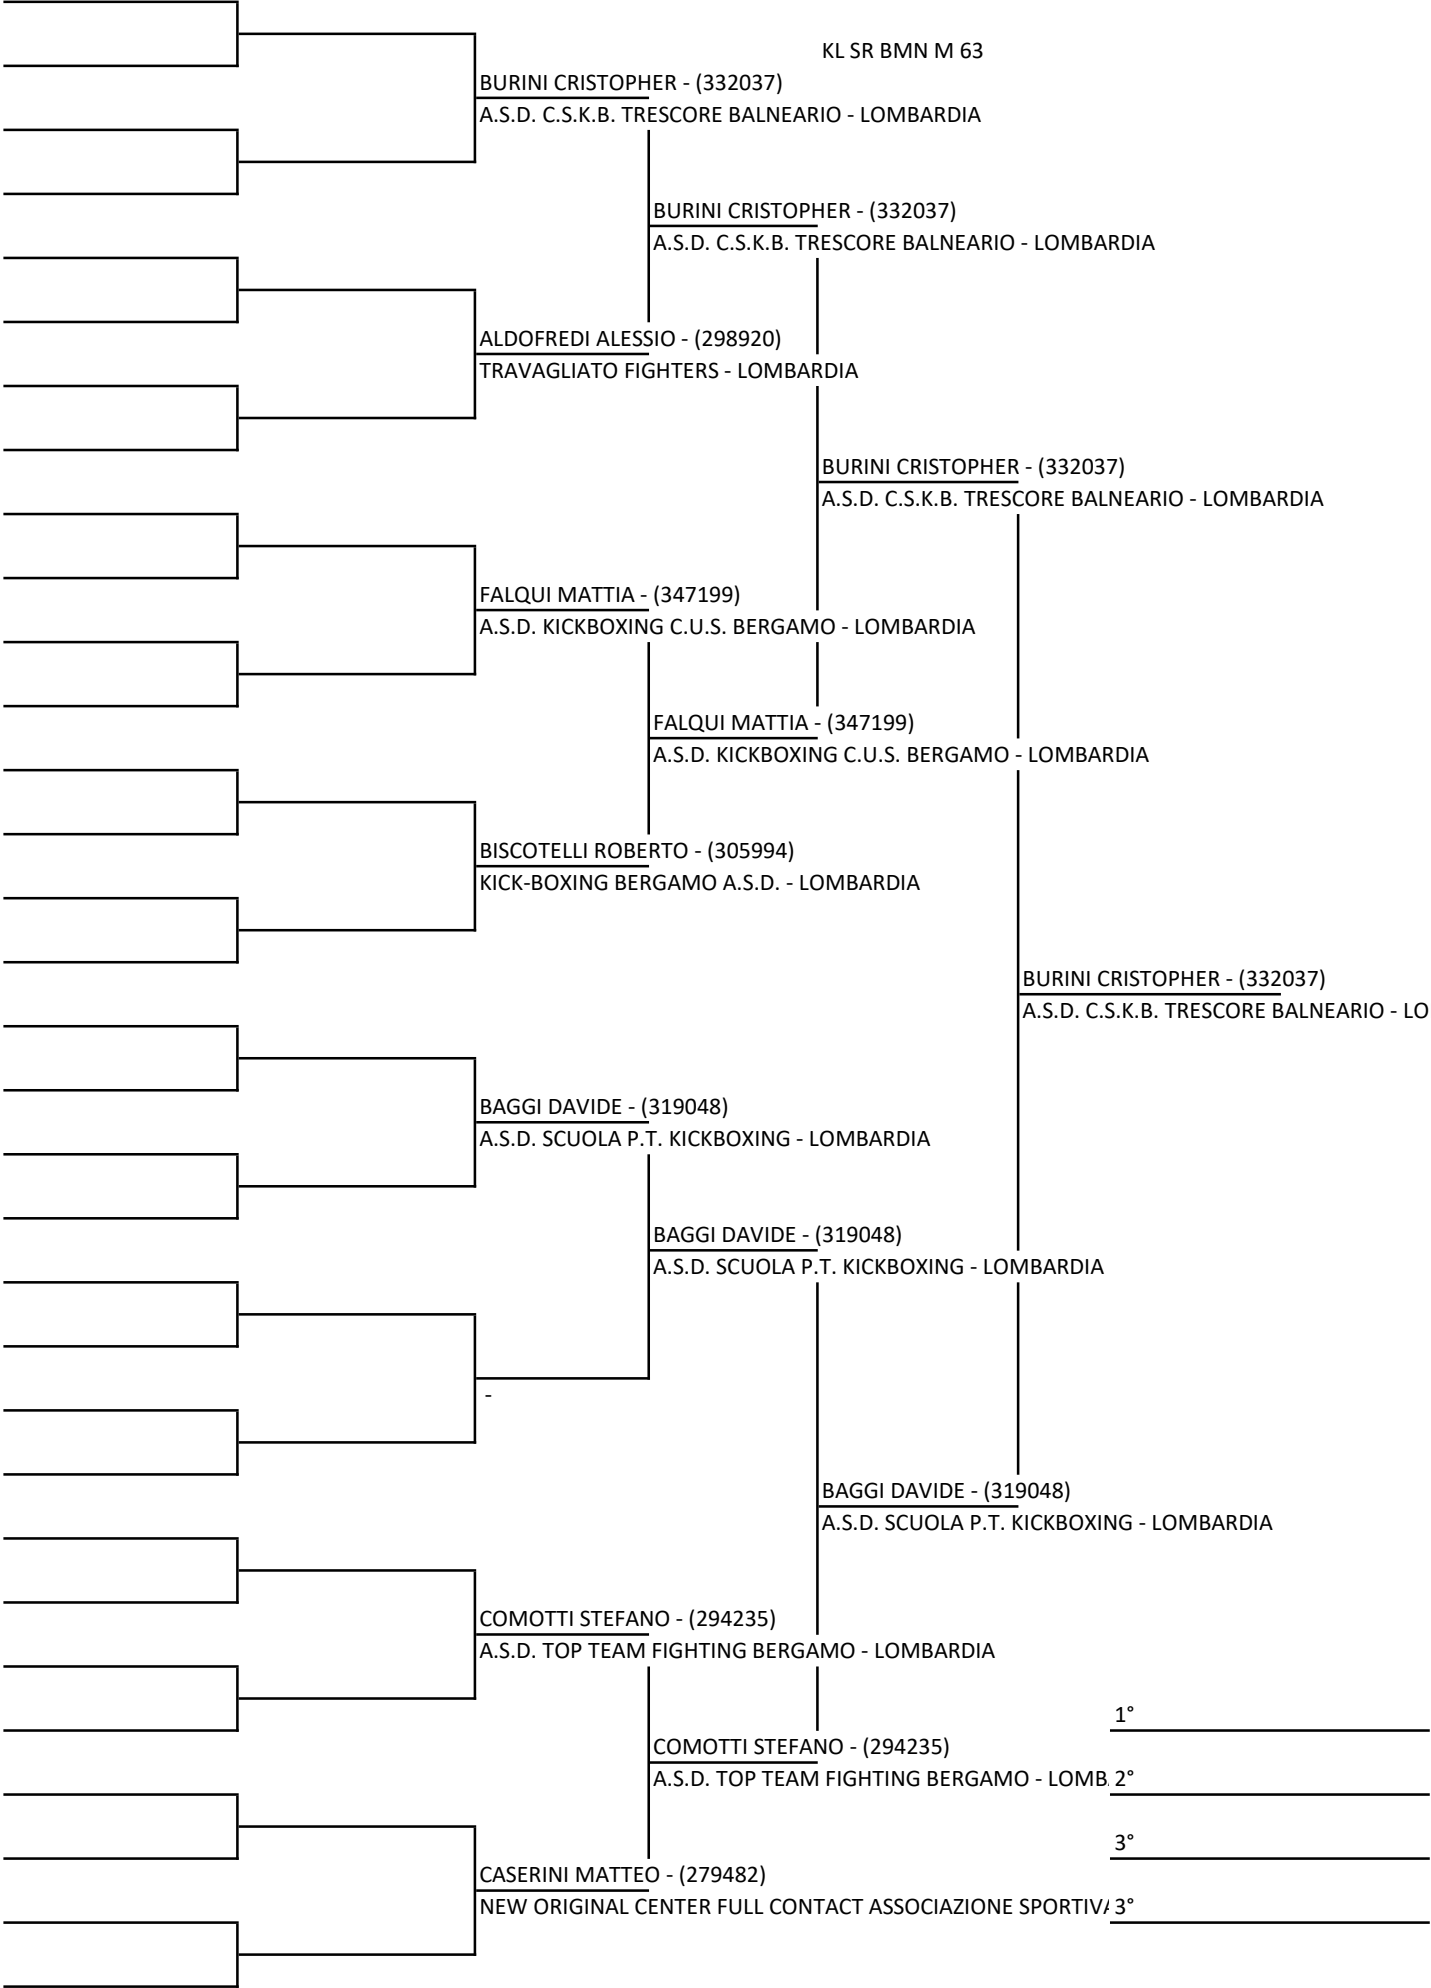 KL SR BMN M 63
BURINI CRISTOPHER - (332037)
A.S.D. C.S.K.B. TRESCORE BALNEARIO - LOMBARDIA
BURINI CRISTOPHER - (332037)
A.S.D. C.S.K.B. TRESCORE BALNEARIO - LOMBARDIA
ALDOFREDI ALESSIO - (298920)
TRAVAGLIATO FIGHTERS - LOMBARDIA
BURINI CRISTOPHER - (332037)
A.S.D. C.S.K.B. TRESCORE BALNEARIO - LOMBARDIA
FALQUI MATTIA - (347199)
A.S.D. KICKBOXING C.U.S. BERGAMO - LOMBARDIA
FALQUI MATTIA - (347199)
A.S.D. KICKBOXING C.U.S. BERGAMO - LOMBARDIA
BISCOTELLI ROBERTO - (305994)
KICK-BOXING BERGAMO A.S.D. - LOMBARDIA
BURINI CRISTOPHER - (332037)
A.S.D. C.S.K.B. TRESCORE BALNEARIO - LO
BAGGI DAVIDE - (319048)
A.S.D. SCUOLA P.T. KICKBOXING - LOMBARDIA
BAGGI DAVIDE - (319048)
A.S.D. SCUOLA P.T. KICKBOXING - LOMBARDIA
-
BAGGI DAVIDE - (319048)
A.S.D. SCUOLA P.T. KICKBOXING - LOMBARDIA
COMOTTI STEFANO - (294235)
A.S.D. TOP TEAM FIGHTING BERGAMO - LOMBARDIA
1°
COMOTTI STEFANO - (294235)
A.S.D. TOP TEAM FIGHTING BERGAMO - LOMB
2°
3°
CASERINI MATTEO - (279482)
NEW ORIGINAL CENTER FULL CONTACT ASSOCIAZIONE SPORTIVA
3°